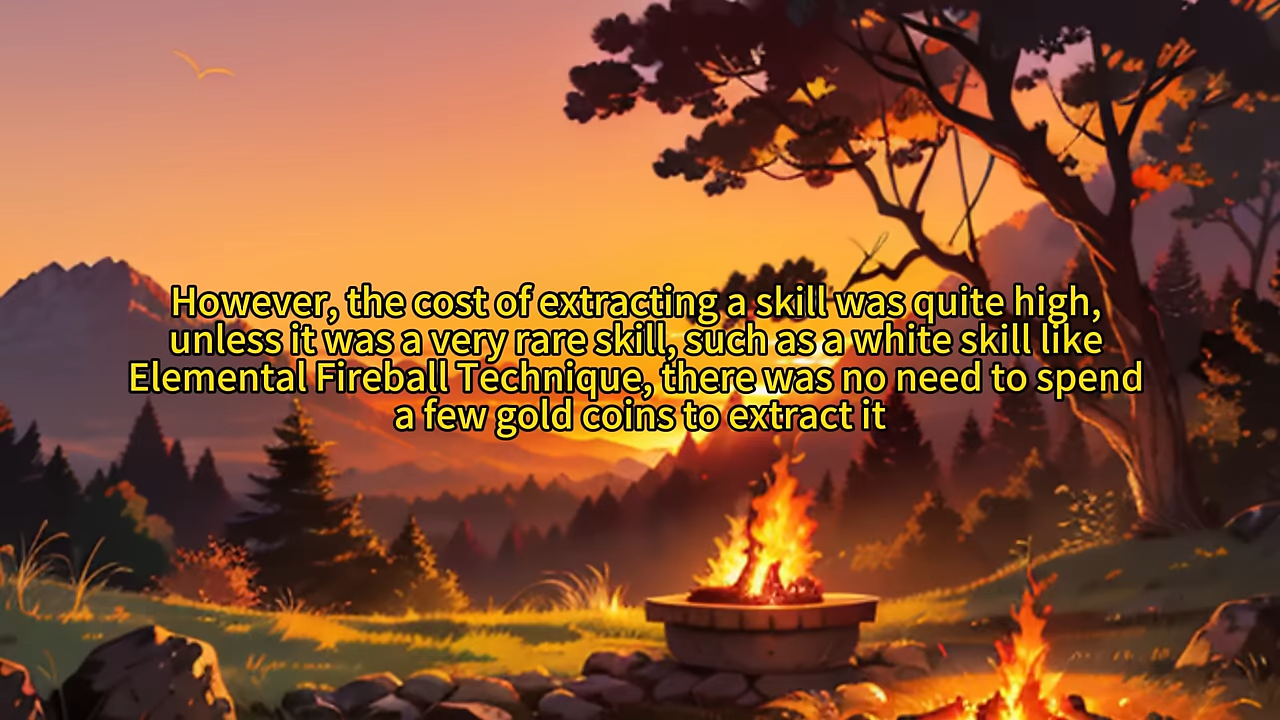 However, the cost of extracting a skill was quite high,
unless it was a very rare skill, such as a white skill like
Elemental Fireball Technique, there was no need to spend
a few gold coins to extract it